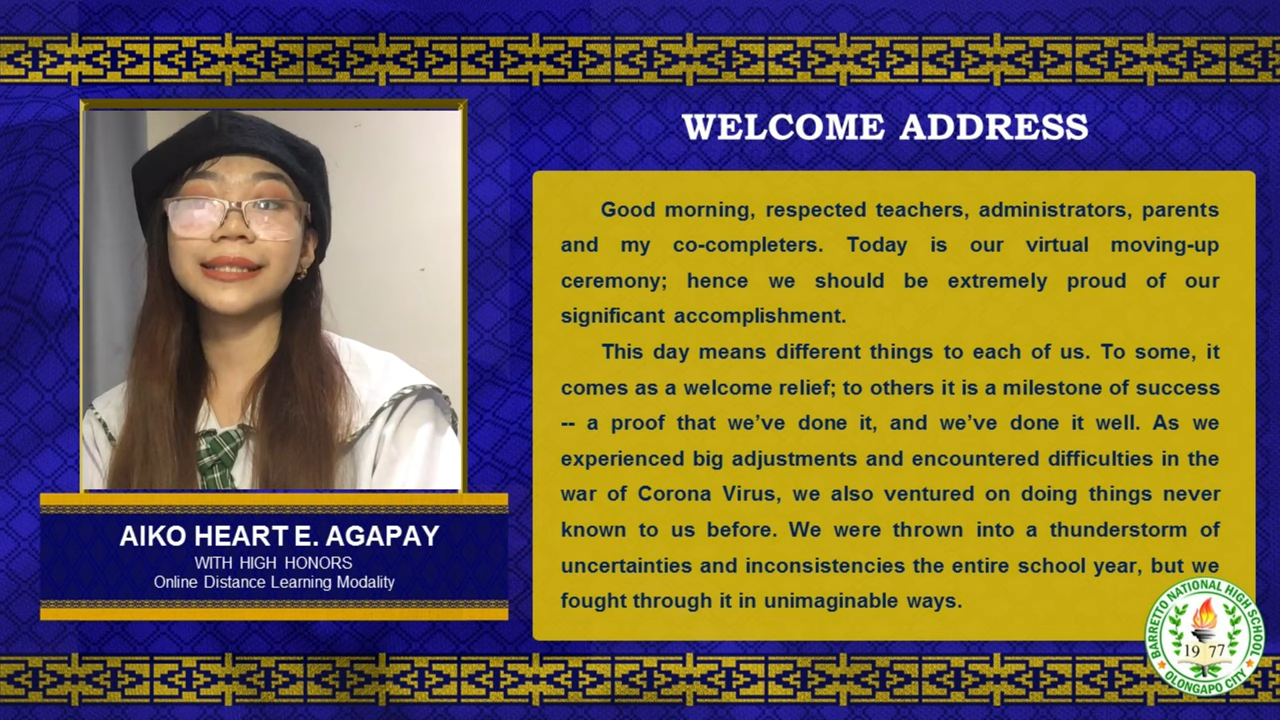 WELCOME ADDRESS
Good morning, respected teachers, administrators, parents
and my co-completers. Today is our virtual moving-up
ceremony; hence we should be extremely proud of our
significant accomplishment.
This day means different things to each of us. To some, it
comes as a welcome relief; to others it is a milestone of success
-- a proof that we’ve done it, and we’ve done it well. As we
experienced big adjustments and encountered difficulties in the
war of Corona Virus, we also ventured on doing things never
known to us before. We were thrown into a thunderstorm of
uncertainties and inconsistencies the entire school year, but we
fought through it in unimaginable ways.
AIKO HEART E. AGAPAY
WITH HIGH HONORS
Online Distance Learning Modality
BARRETTO NATIONAL HIGH SCHOOL
19 77
OLONGAPO CITY